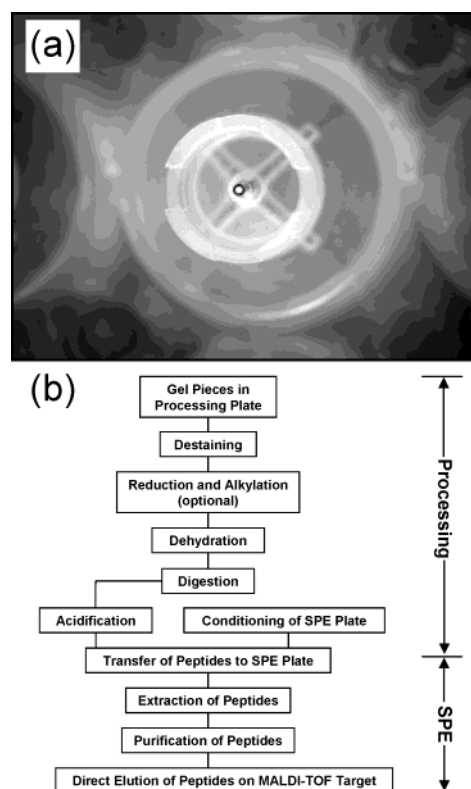 (a)
(b)
Gel Pieces in
Processing Plate
Destaining
Reduction and Alkylation
(optional)
Dehydration
Digestion
Acidification
Conditioning of SPE Plate
Transfer of Peptides to SPE Plate
Extraction of Peptides
Purification of Peptides
Direct Elution of Peptides on MALDI-TOF Target
Processing
SPE